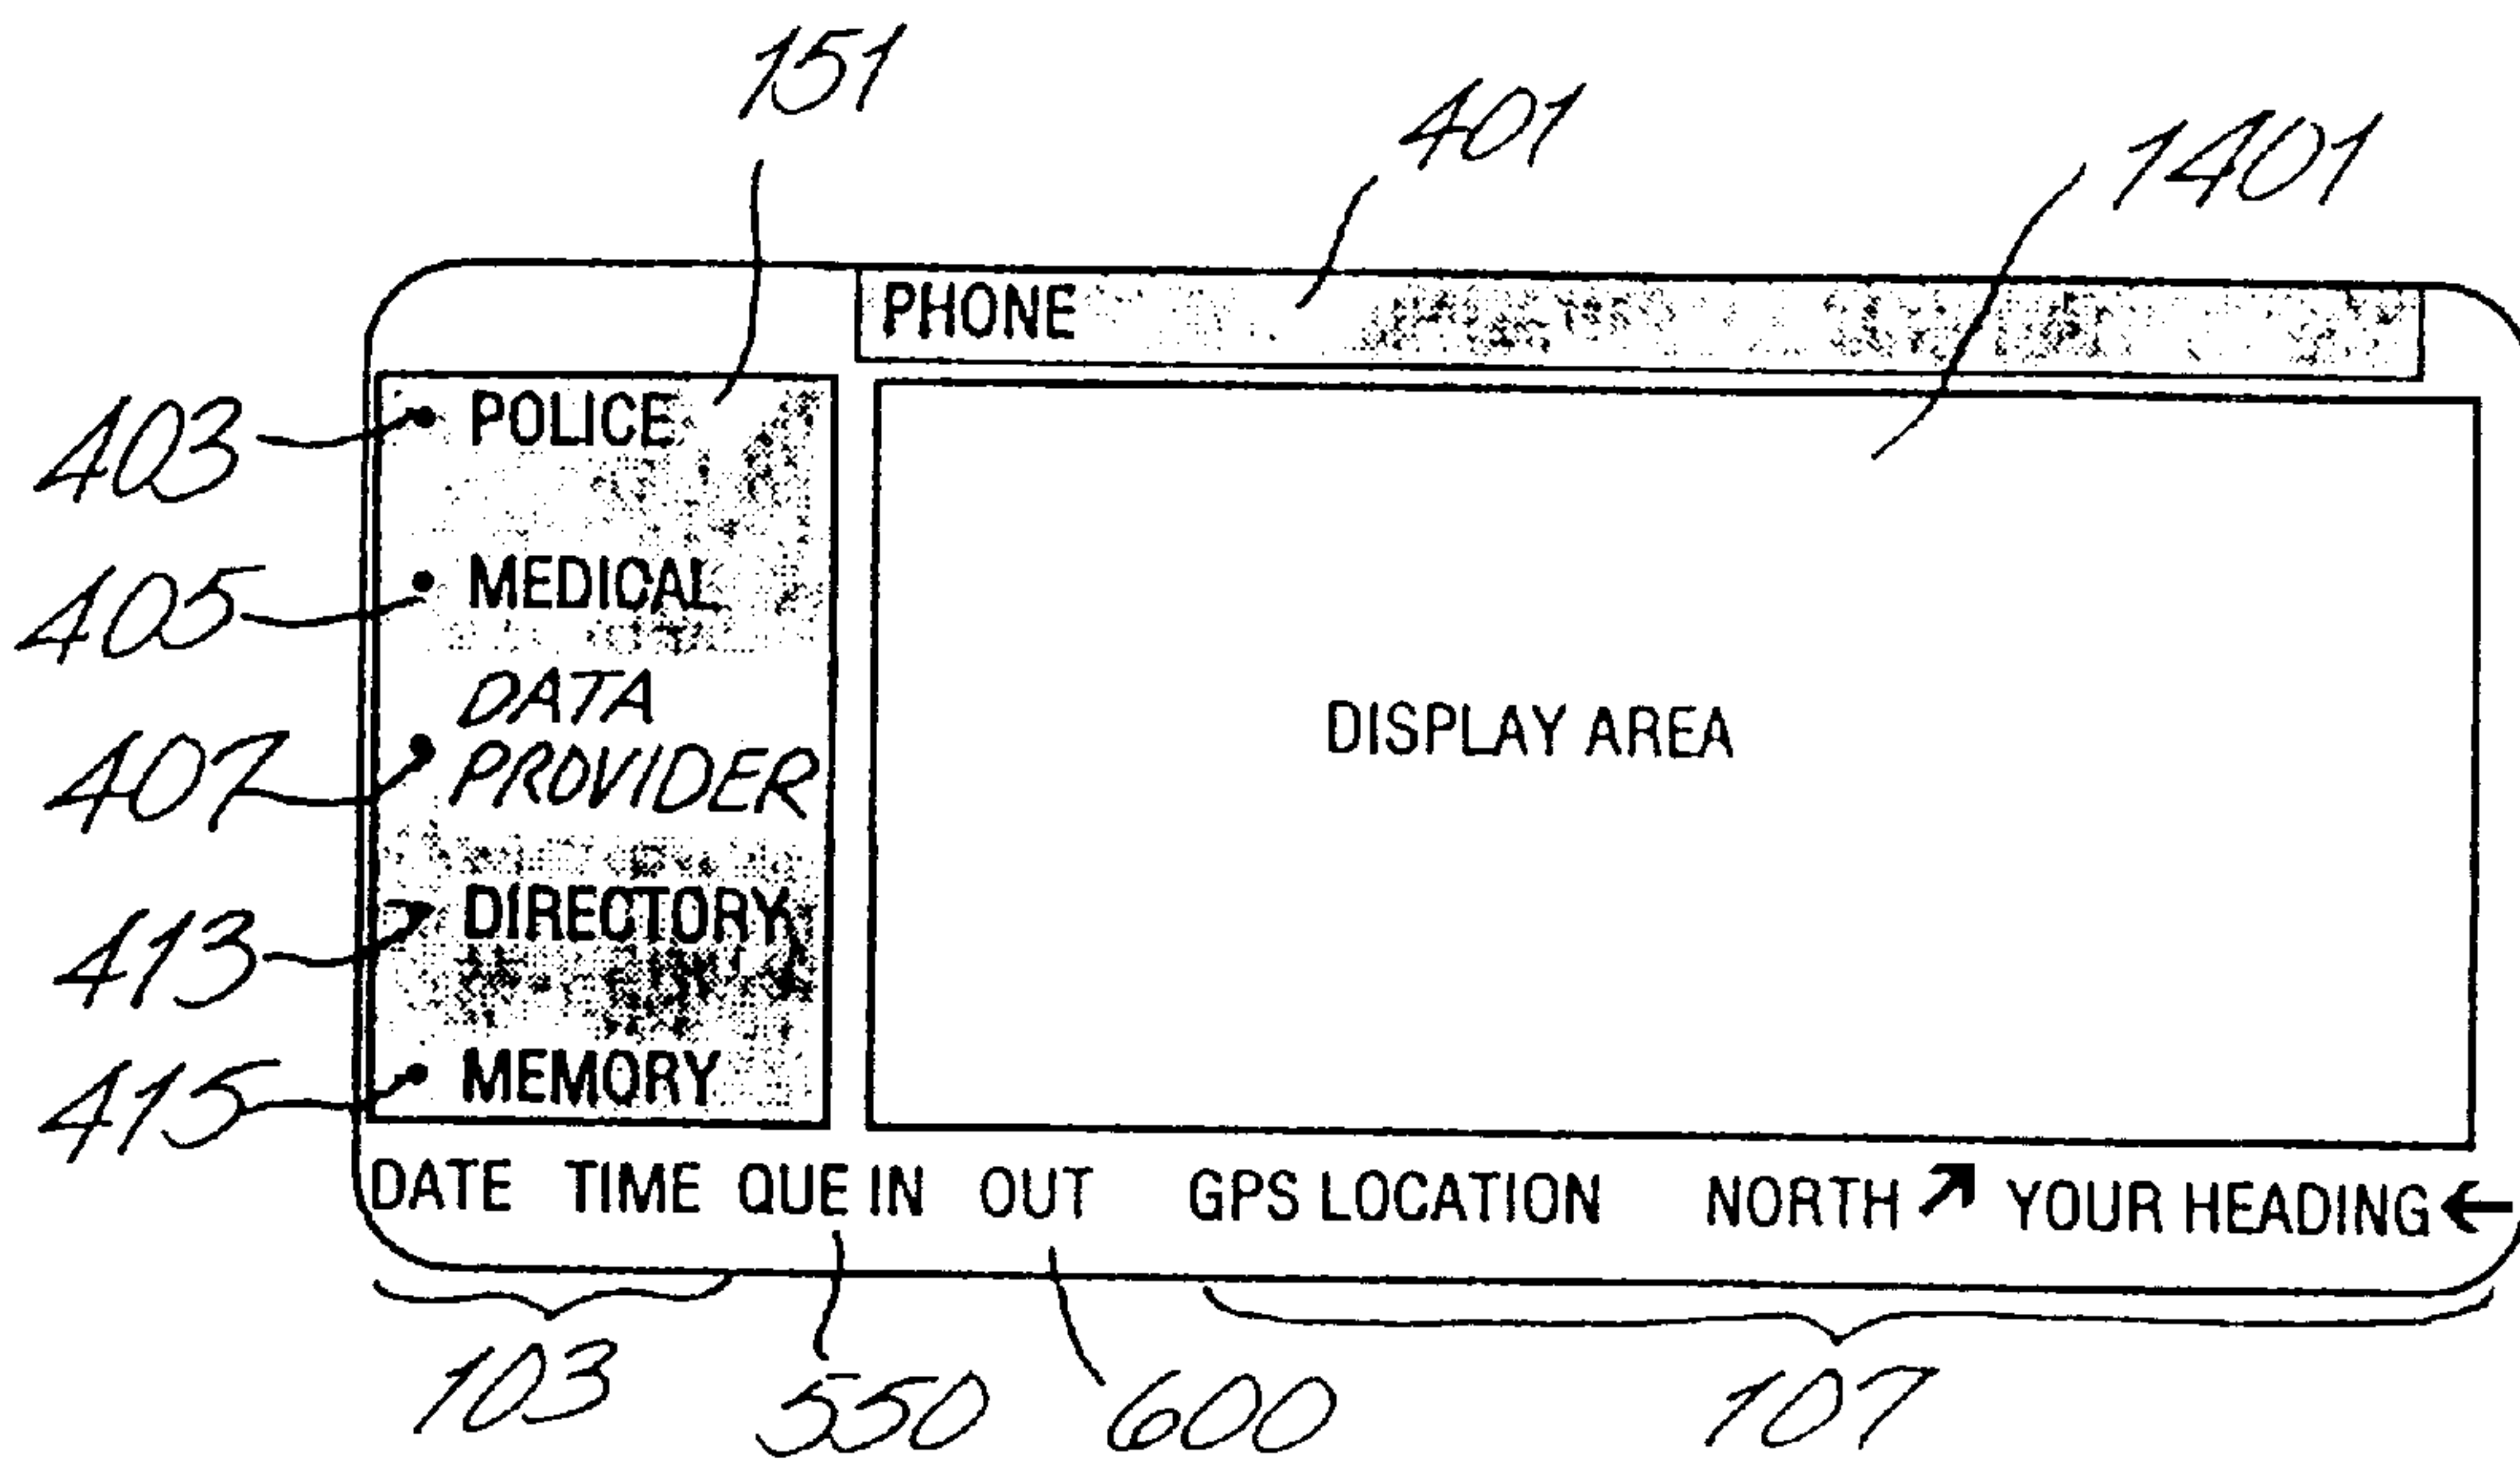 151
401
1401
PHONE
403
POLICE
405
MEDICAL
DATA
407
PROVIDER
DISPLAY AREA
413
DIRECTORY
415
MEMORY
DATE TIME QUE IN OUT GPS LOCATION NORTH ↗ YOUR HEADING ←
103
550
600
107